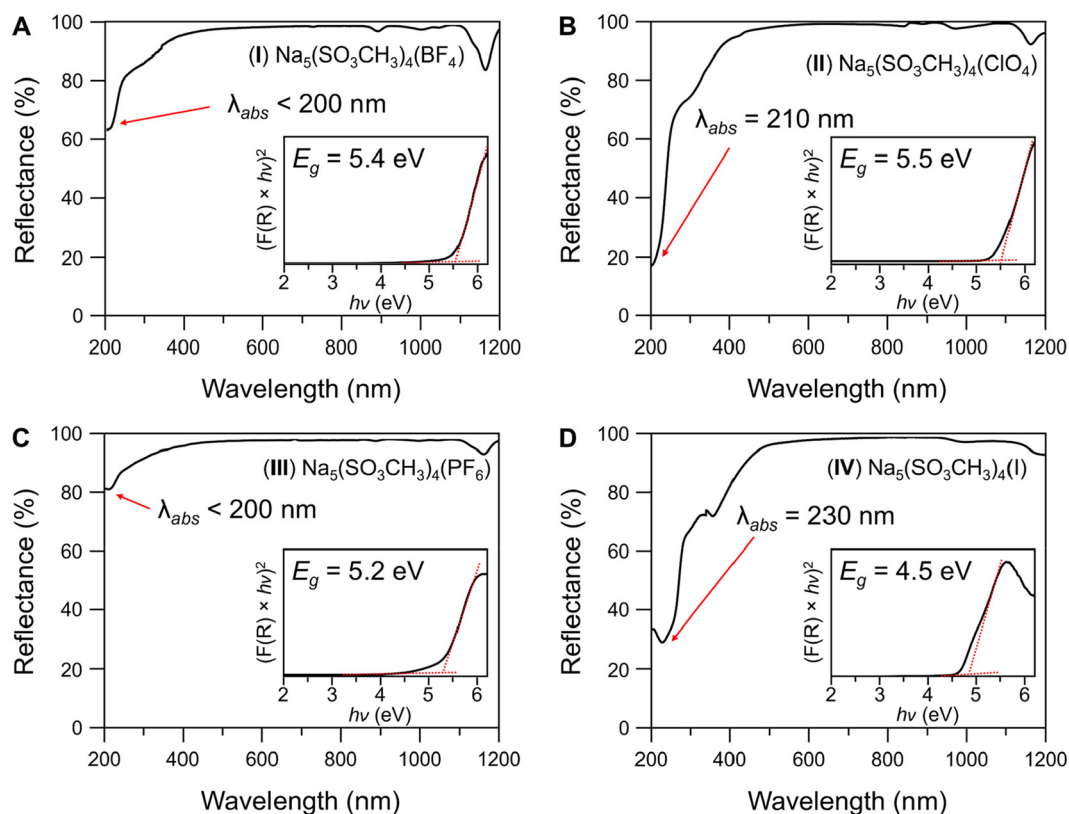 A
100
80
60
40
20
0
Reflectance (%)
(I) Na₅(SO₃CH₃)₄(BF₄)
λabs < 200 nm
Eg = 5.4 eV
(F(R) × hν)²
2 3 4 5 6
hν (eV)
200 400 600 800 1000 1200
Wavelength (nm)
B
100
80
60
40
20
0
Reflectance (%)
(II) Na₅(SO₃CH₃)₄(ClO₄)
λabs = 210 nm
Eg = 5.5 eV
(F(R) × hν)²
2 3 4 5 6
hν (eV)
200 400 600 800 1000 1200
Wavelength (nm)
C
100
80
60
40
20
0
Reflectance (%)
(III) Na₅(SO₃CH₃)₄(PF₆)
λabs < 200 nm
Eg = 5.2 eV
(F(R) × hν)²
2 3 4 5 6
hν (eV)
200 400 600 800 1000 1200
Wavelength (nm)
D
100
80
60
40
20
0
Reflectance (%)
(IV) Na₅(SO₃CH₃)₄(I)
λabs = 230 nm
Eg = 4.5 eV
(F(R) × hν)²
2 3 4 5 6
hν (eV)
200 400 600 800 1000 1200
Wavelength (nm)